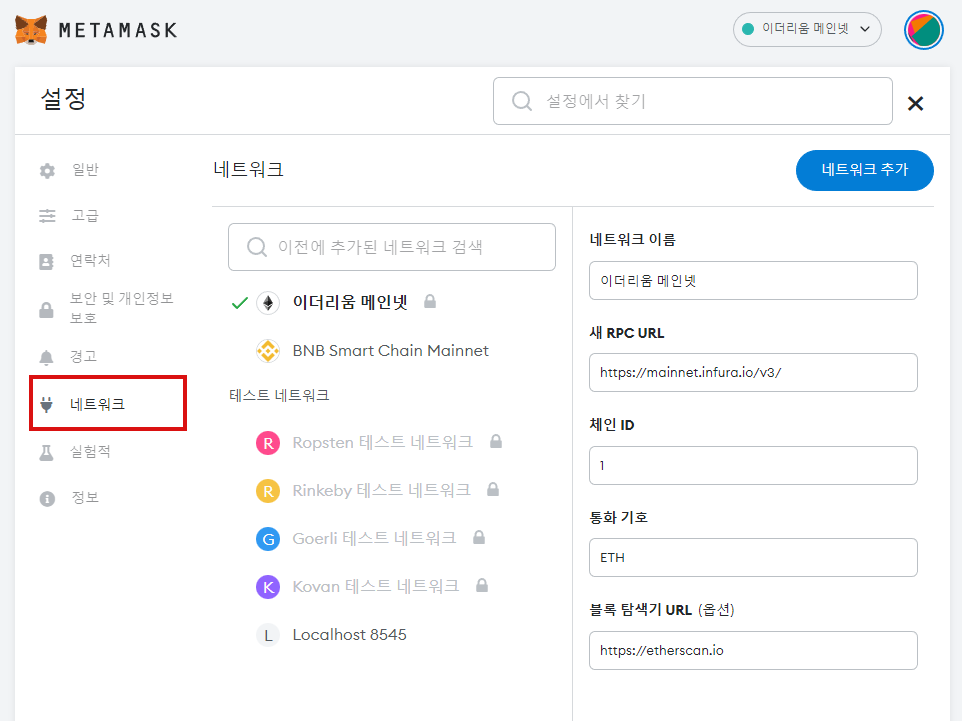 METAMASK
이더리움 메인넷
설정
설정에서 찾기
일반
고급
연락처
보안 및 개인정보
보호
경고
네트워크
실험적
정보
네트워크
네트워크 추가
이전에 추가된 네트워크 검색
이더리움 메인넷
BNB Smart Chain Mainnet
테스트 네트워크
R Ropsten 테스트 네트워크
R Rinkeby 테스트 네트워크
G Goerli 테스트 네트워크
K Kovan 테스트 네트워크
L Localhost 8545
네트워크 이름
이더리움 메인넷
새 RPC URL
https://mainnet.infura.io/v3/
체인 ID
1
통화 기호
ETH
블록 탐색기 URL (옵션)
https://etherscan.io